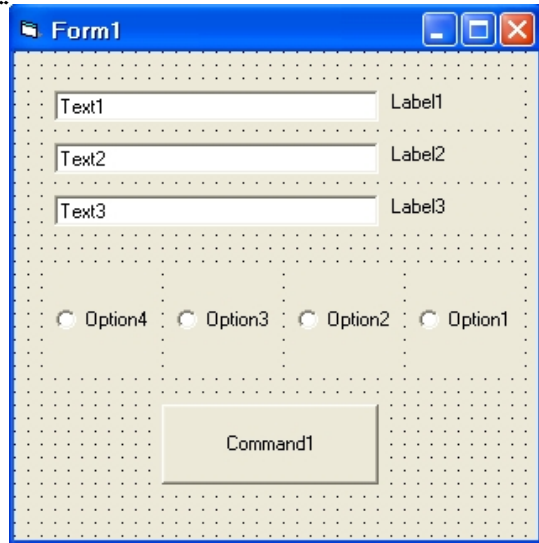 Form1
Text1 Label1
Text2 Label2
Text3 Label3
Option4 Option3 Option2 Option1
Command1